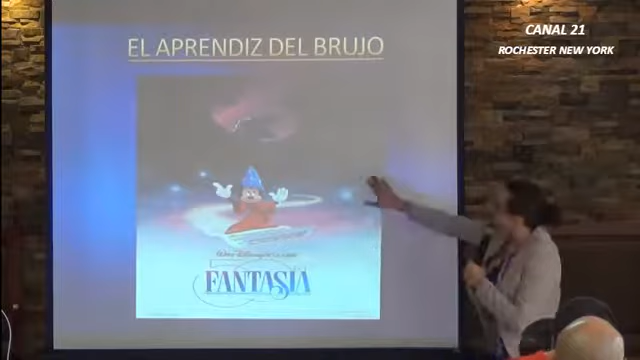 EL APRENDIZ DEL BRUJO
CANAL 21
ROCHESTER NEW YORK
FANTASIA